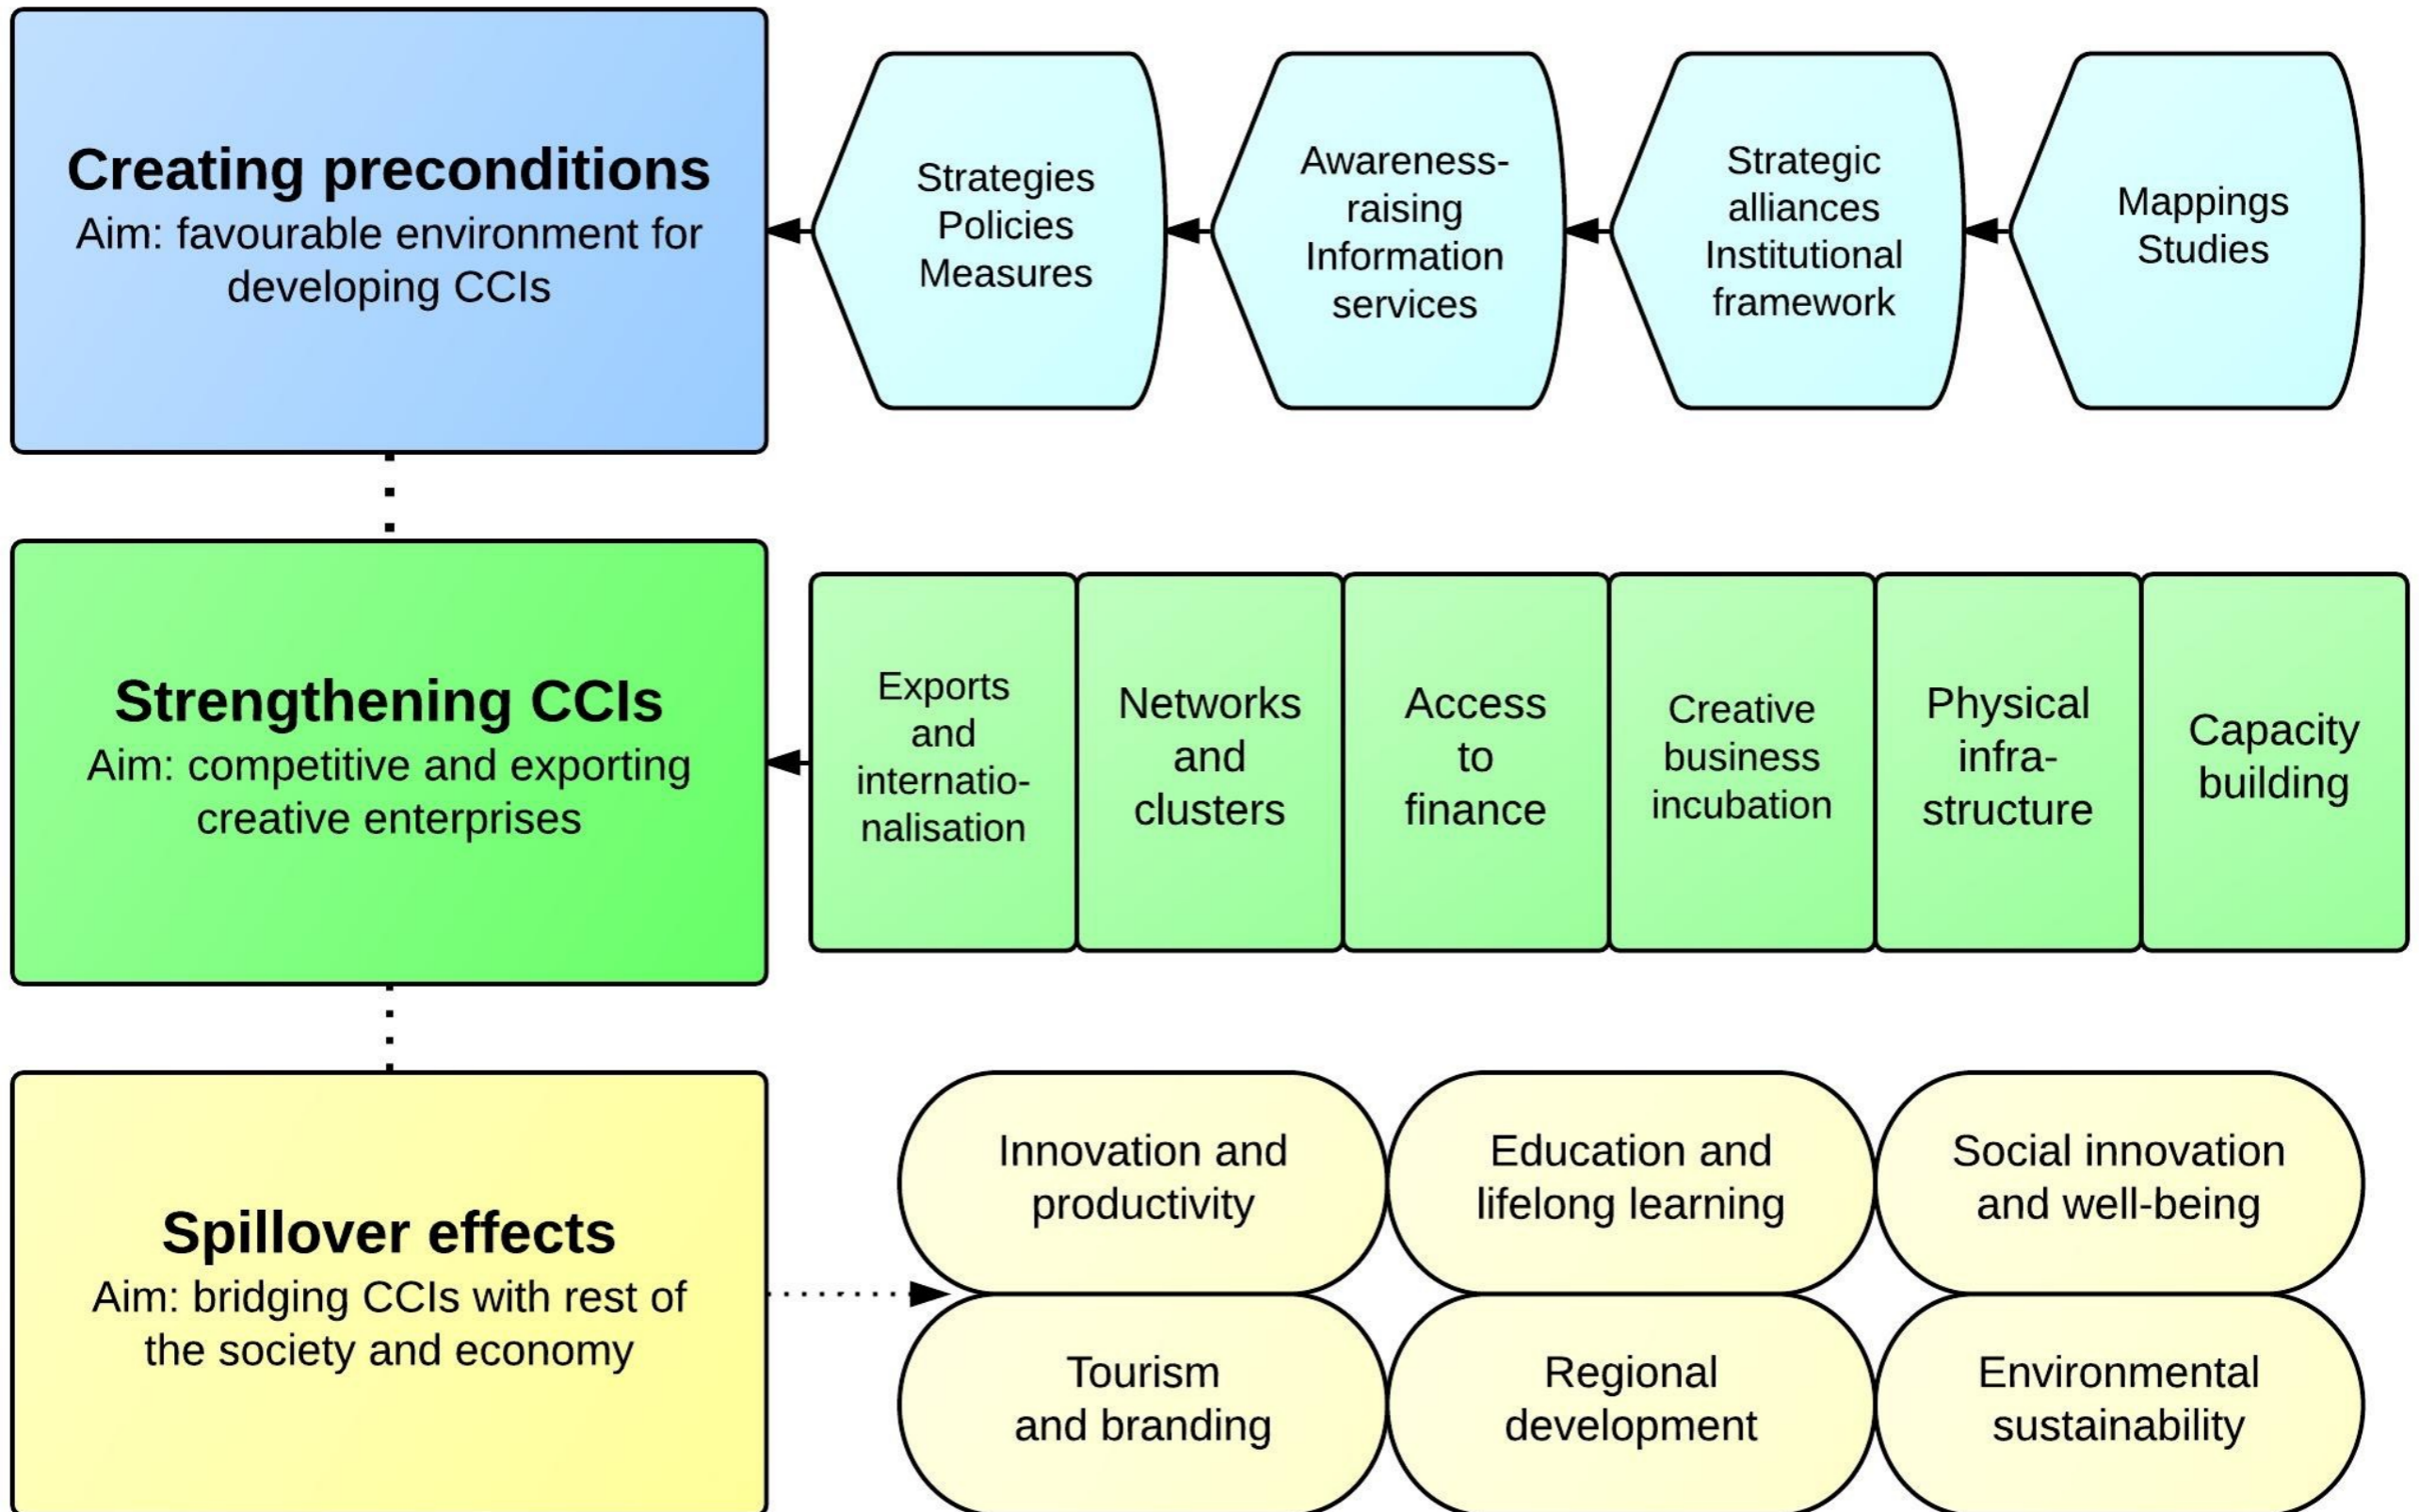 Creating preconditions
Aim: favourable environment for
developing CCIs
Strategies
Policies
Measures
Awareness-
raising
Information
services
Strategic
alliances
Institutional
framework
Mappings
Studies
Strengthening CCIs
Aim: competitive and exporting
creative enterprises
Exports
and
internatio-
nalisation
Networks
and
clusters
Access
to
finance
Creative
business
incubation
Physical
infra-
structure
Capacity
building
Spillover effects
Aim: bridging CCIs with rest of
the society and economy
Innovation and
productivity
Education and
lifelong learning
Social innovation
and well-being
Tourism
and branding
Regional
development
Environmental
sustainability